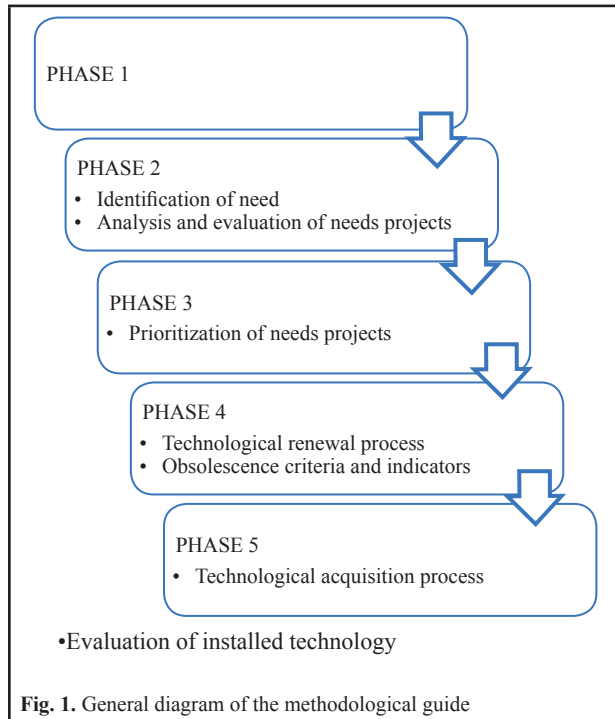 PHASE 1
PHASE 2
• Identification of need
• Analysis and evaluation of needs projects
PHASE 3
• Prioritization of needs projects
PHASE 4
• Technological renewal process
• Obsolescence criteria and indicators
PHASE 5
• Technological acquisition process
•Evaluation of installed technology
Fig. 1. General diagram of the methodological guide